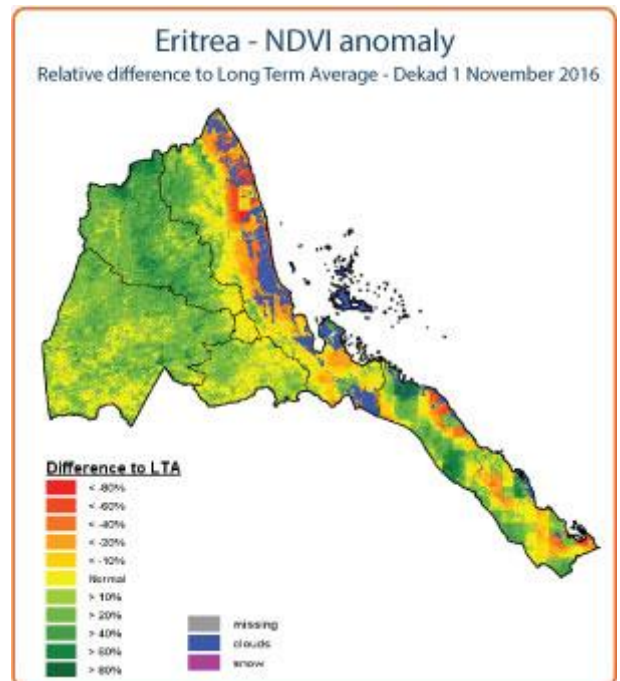 Eritrea - NDVI anomaly
Relative difference to Long Term Average - Dekad 1 November 2016
Difference to LTA
< -80%
< -60%
< -40%
< -20%
< -10%
Normal
> 10%
> 20%
> 40%
> 60%
> 80%
missing
clouds
snow